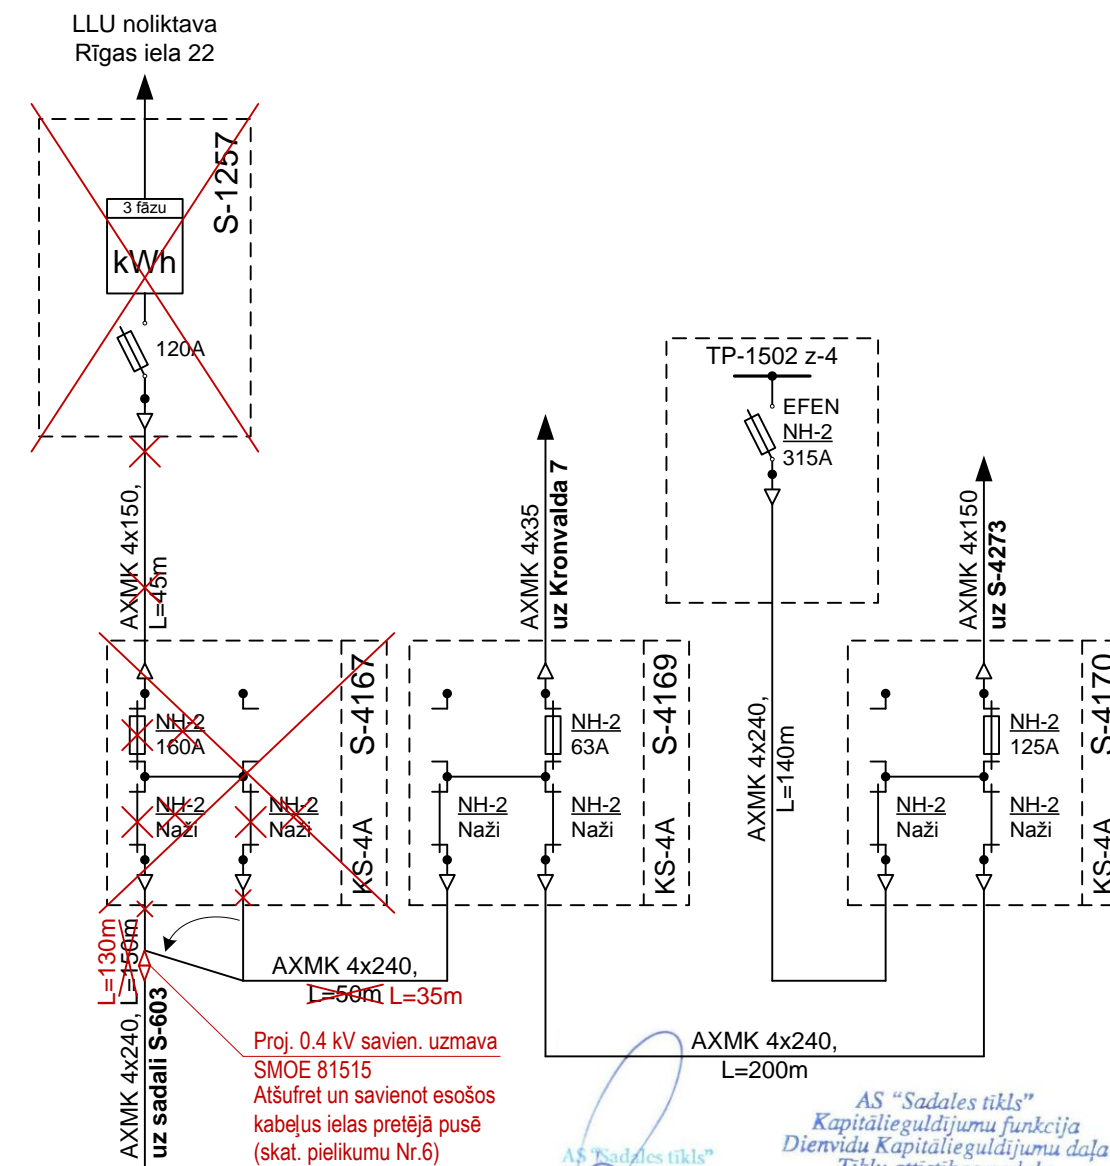 LLU noliktava
Rīgas iela 22
S-1257
3 fāzu
kWh
120A
AXMK 4x150,
L=45m
TP-1502 z-4
EFEN
NH-2
315A
AXMK 4x35
uz Kronvalda 7
AXMK 4x150
uz S-4273
NH-2
160A
NH-2
Naži
NH-2
Naži
S-4167
KS-4A
NH-2
63A
NH-2
Naži
NH-2
Naži
S-4169
KS-4A
AXMK 4x240,
L=140m
NH-2
125A
NH-2
Naži
NH-2
Naži
S-4170
KS-4A
L=130m
AXMK 4x240, L=150m
uz sadali S-603
AXMK 4x240,
L=50m L=35m
Proj. 0.4 kV savien. uzmava
SMOE 81515
Atšufret un savienot esošos
kabeļus ielas pretējā pusē
(skat. pielikumu Nr.6)
AXMK 4x240,
L=200m
AS "Sadales tīkls"
AS "Sadales tīkls"
Kapitālieguldījumu funkcija
Dienvidu Kapitālieguldījumu daļa